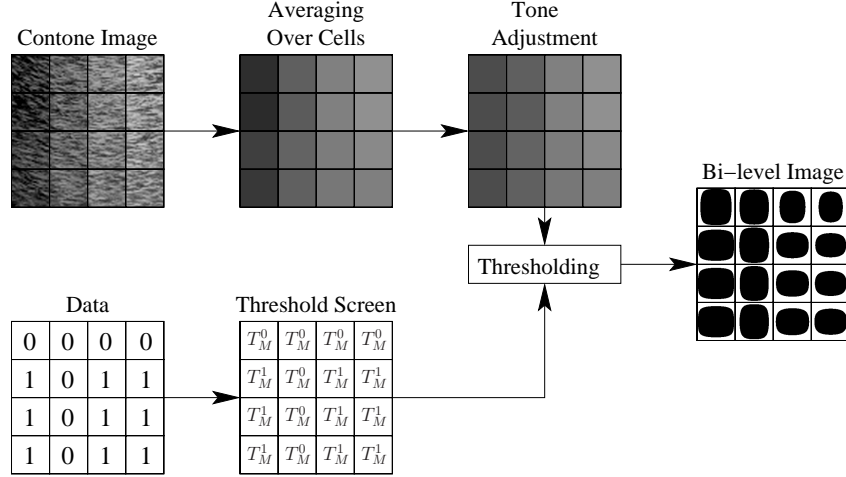 Contone Image
Averaging
Over Cells
Tone
Adjustment
Bi-level Image
Thresholding
Data
Threshold Screen
0 0 0 0
1 0 1 1
1 0 1 1
1 0 1 1
T_M^0 T_M^0 T_M^0 T_M^0
T_M^1 T_M^0 T_M^1 T_M^1
T_M^1 T_M^0 T_M^1 T_M^1
T_M^1 T_M^0 T_M^1 T_M^1